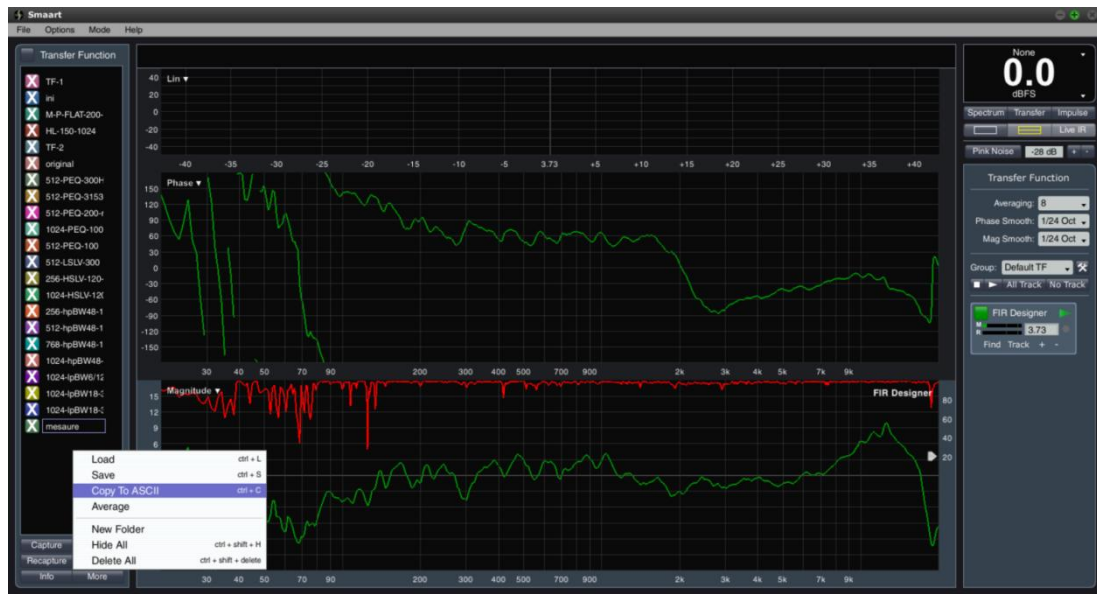 Smaart
File Options Mode Help
Transfer Function
TF-1
ini
M-P-FLAT-200-
HL-150-1024
TF-2
original
512-PEQ-300H
512-PEQ-3153
512-PEQ-200-r
1024-PEQ-100
512-PEQ-100
512-LSLV-300
256-HSLV-120-
1024-HSLV-120
256-hpBW48-1
512-hpBW48-1
768-hpBW48-1
1024-hpBW48-
1024-lpBW6/12
1024-lpBW18-
1024-lpBW18-
mesaure
Capture
Recapture
Info More
Load ctrl + L
Save ctrl + S
Copy To ASCII ctrl + C
Average
New Folder
Hide All ctrl + shift + H
Delete All ctrl + shift + delete
Lin
40
20
0
-20
-40
-40 -35 -30 -25 -20 -15 -10 -5 3.73 +5 +10 +15 +20 +25 +30 +35 +40
Phase
150
120
90
60
30
0
-30
-60
-90
-120
-150
30 40 50 70 90 200 300 400 500 700 900 2k 3k 4k 5k 7k 9k
Magnitude
FIR Designer
15
12
9
6
80
60
40
20
30 40 50 70 90 200 300 400 500 700 900 2k 3k 4k 5k 7k 9k
None
0.0
dBFS
Spectrum Transfer Impulse
Live IR
Pink Noise -28 dB + -
Transfer Function
Averaging: 8
Phase Smooth: 1/24 Oct
Mag Smooth: 1/24 Oct
Group: Default TF
All Track No Track
FIR Designer
M
R
3.73
Find Track + -